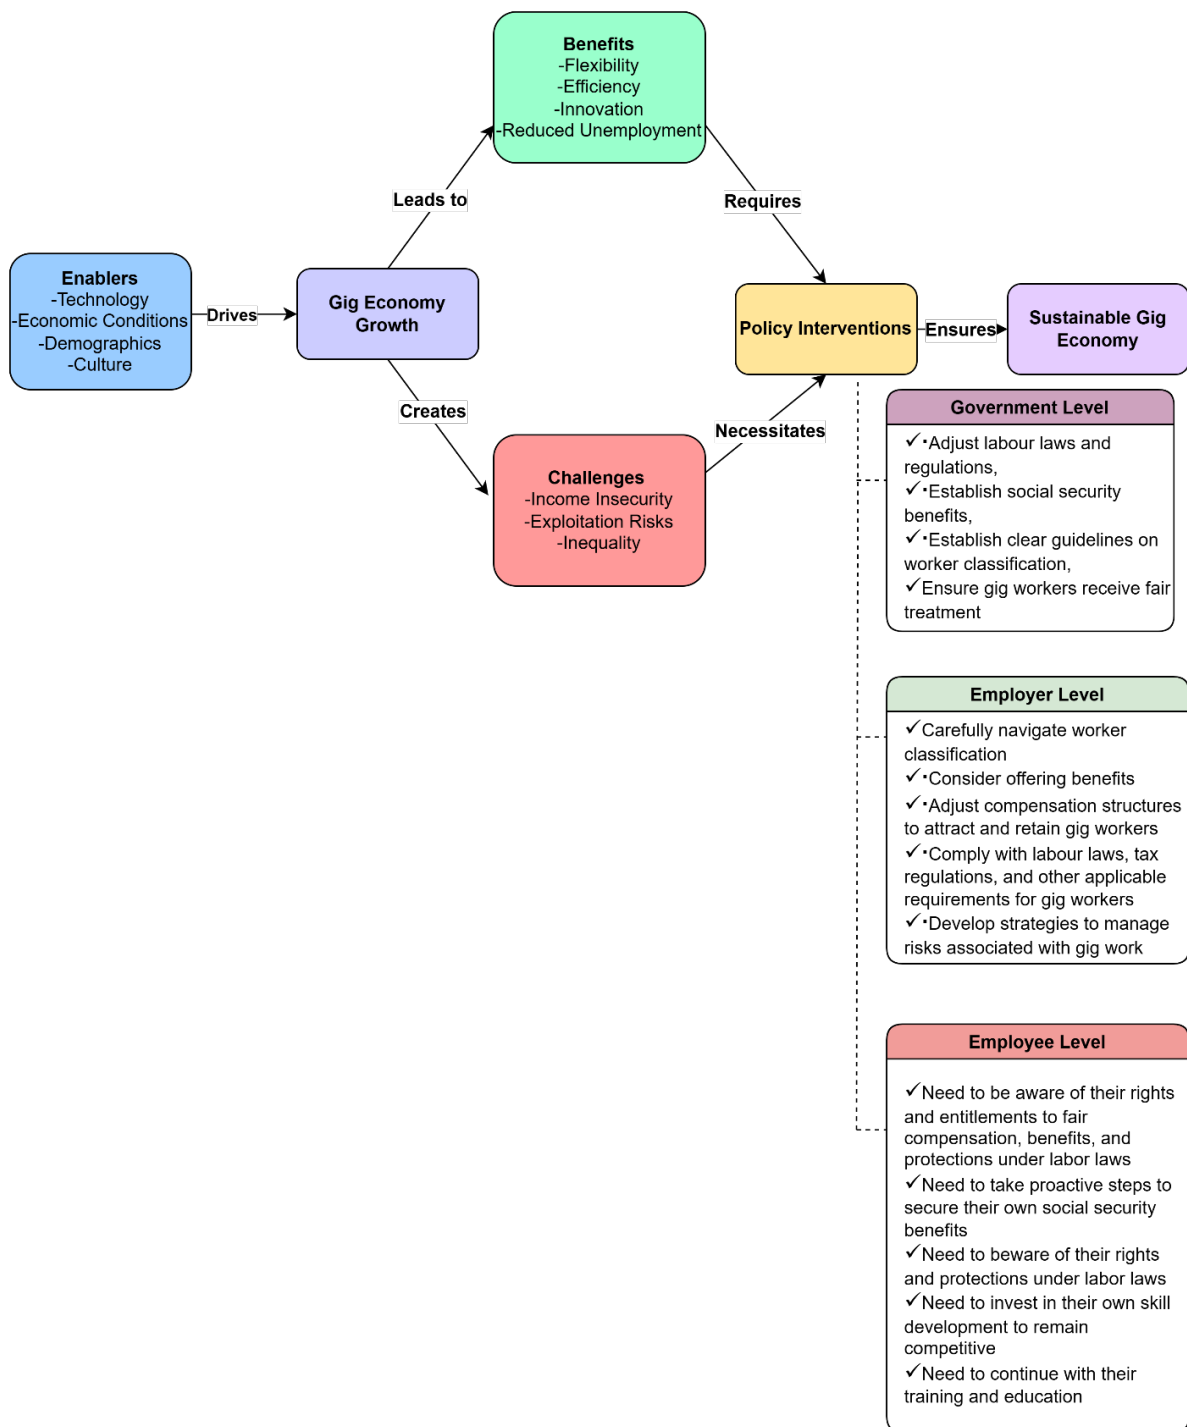 Benefits
-Flexibility
-Efficiency
-Innovation
-Reduced Unemployment
Leads to
Requires
Enablers
-Technology
-Economic Conditions
-Demographics
-Culture
Drives
Gig Economy
Growth
Policy Interventions
Ensures
Sustainable Gig
Economy
Creates
Necessitates
Challenges
-Income Insecurity
-Exploitation Risks
-Inequality
Government Level
✓·Adjust labour laws and
regulations,
✓·Establish social security
benefits,
✓·Establish clear guidelines on
worker classification,
✓Ensure gig workers receive fair
treatment
Employer Level
✓Carefully navigate worker
classification
✓·Consider offering benefits
✓·Adjust compensation structures
to attract and retain gig workers
✓·Comply with labour laws, tax
regulations, and other applicable
requirements for gig workers
✓·Develop strategies to manage
risks associated with gig work
Employee Level
✓Need to be aware of their rights
and entitlements to fair
compensation, benefits, and
protections under labor laws
✓Need to take proactive steps to
secure their own social security
benefits
✓Need to beware of their rights
and protections under labor laws
✓Need to invest in their own skill
development to remain
competitive
✓Need to continue with their
training and education